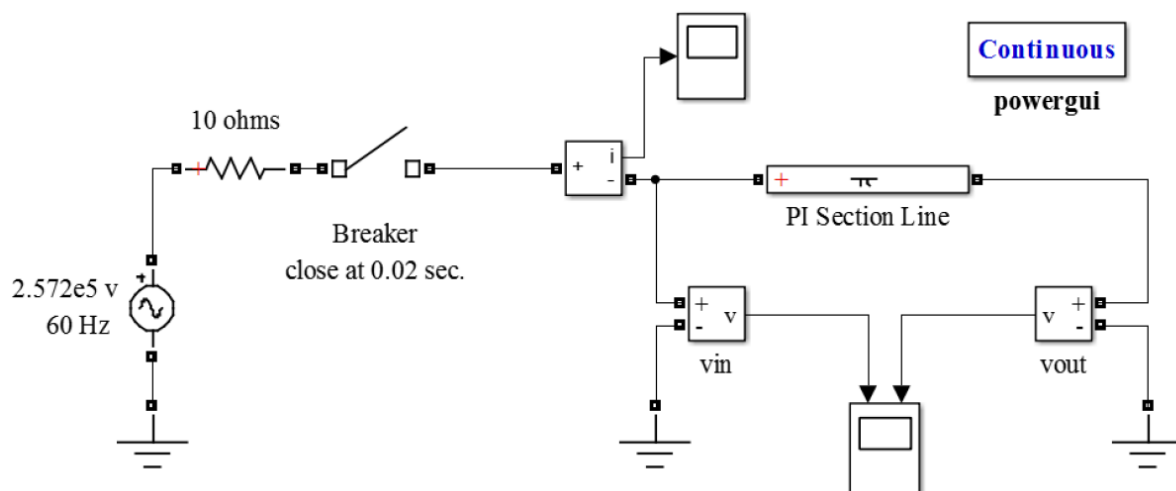 Continuous
powergui
10 ohms
i
+
-
+
PI Section Line
Breaker
close at 0.02 sec.
2.572e5 v
60 Hz
+
+
-
v
vin
v
+
-
vout